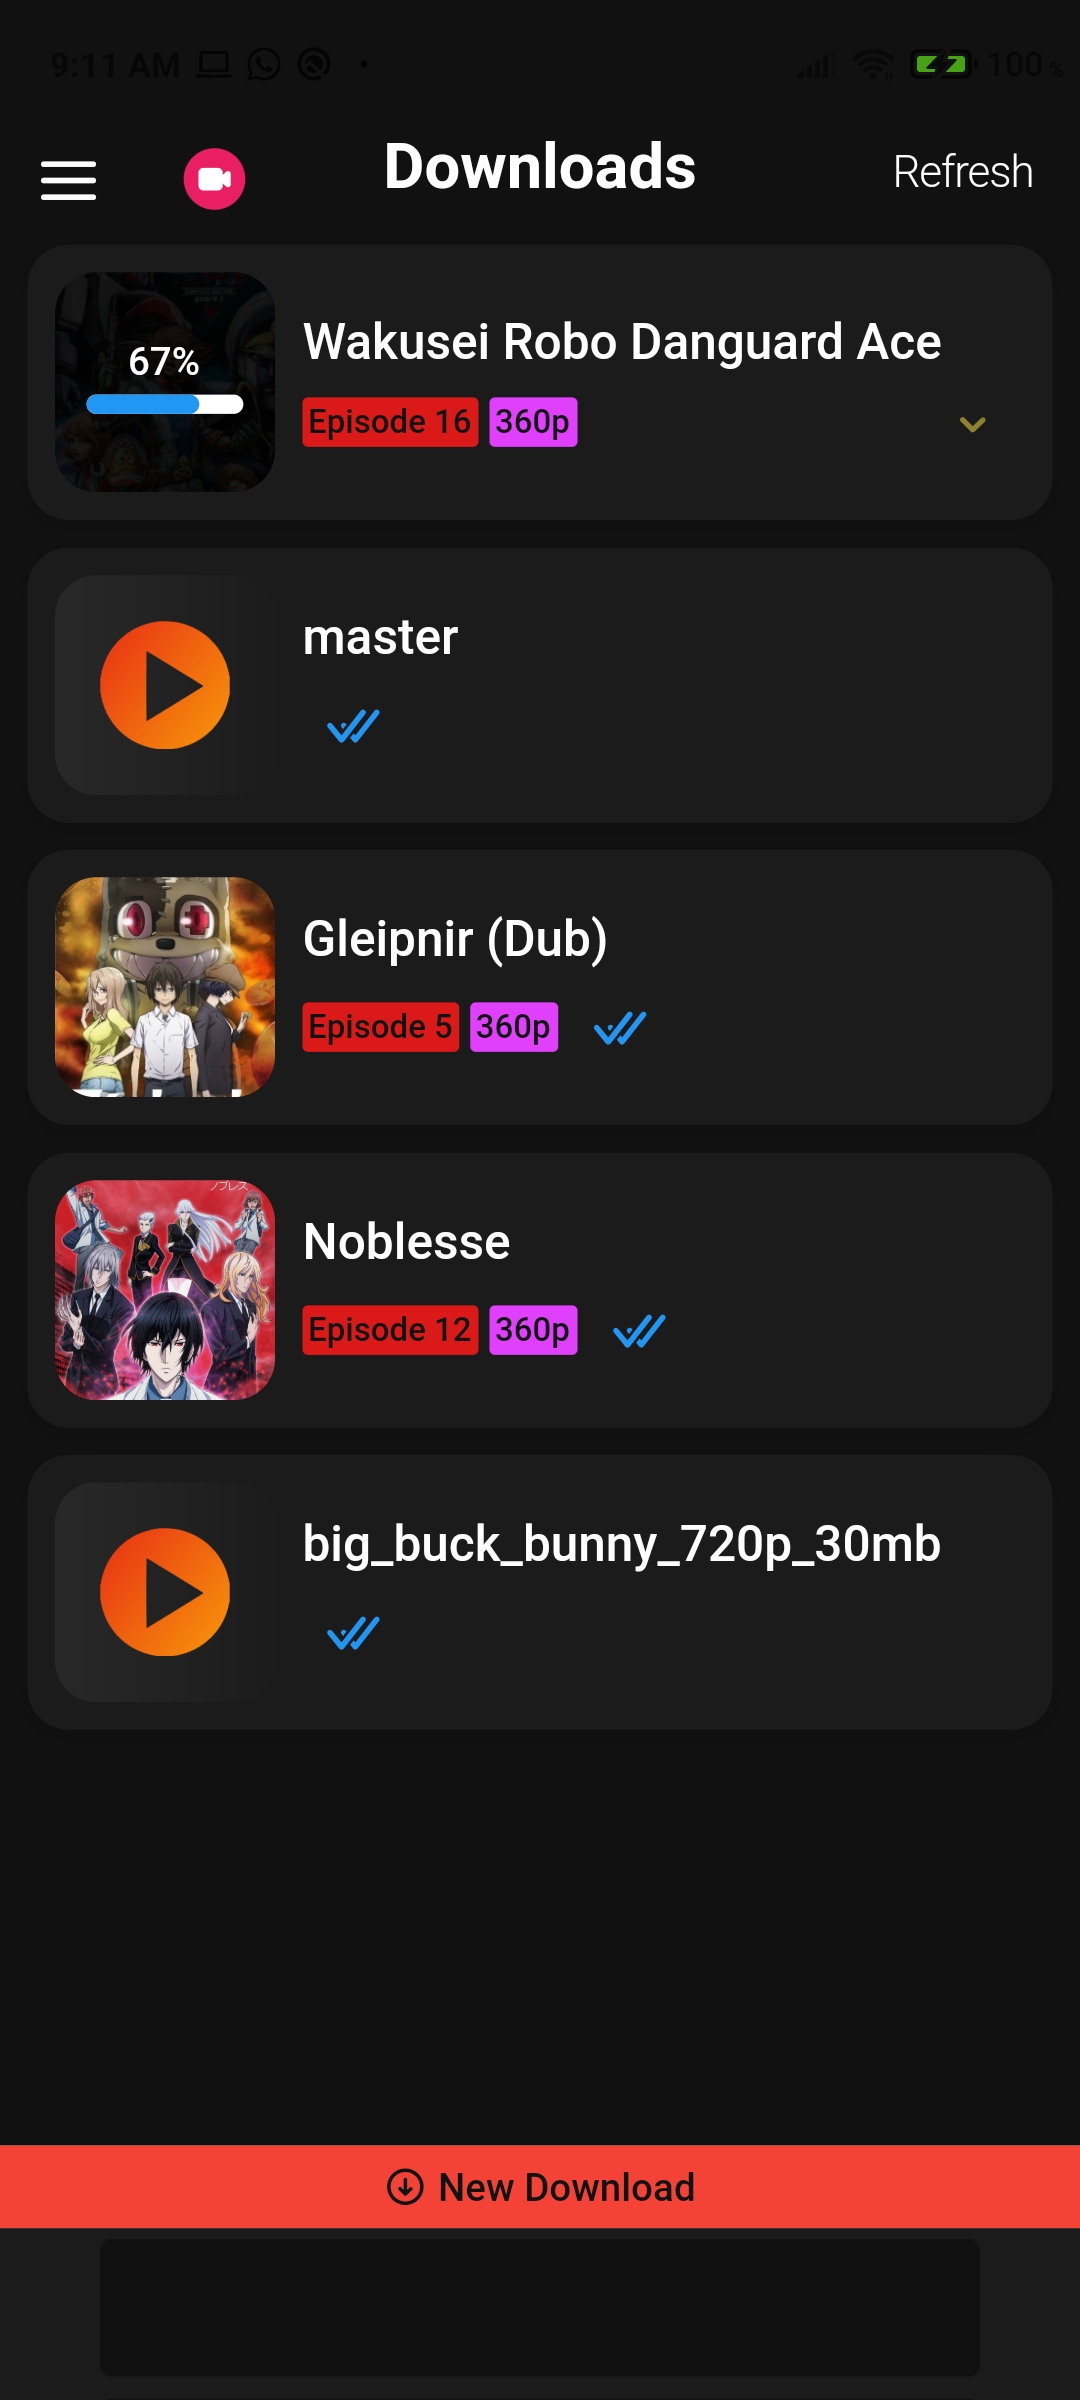 9:11 AM
100 %
Downloads
Refresh
67%
Wakusei Robo Danguard Ace
Episode 16 360p
master
Gleipnir (Dub)
Episode 5 360p
ノブレス
Noblesse
Episode 12 360p
big_buck_bunny_720p_30mb
New Download